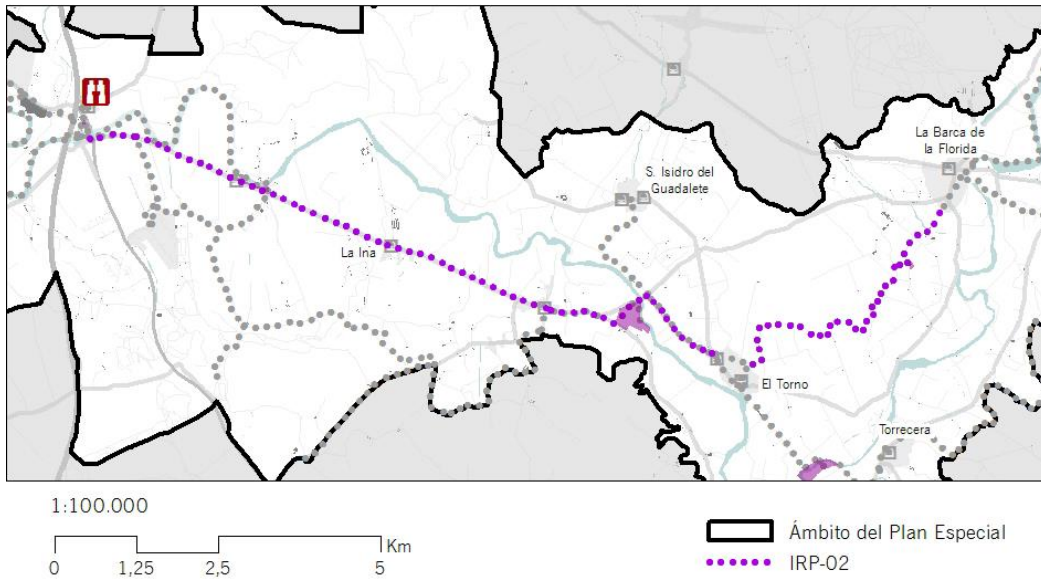 La Barca de
la Florida
S. Isidro del
Guadalete
La Ina
El Torno
Torrecera
1:100.000
Km
0 1,25 2,5 5
Ámbito del Plan Especial
IRP-02